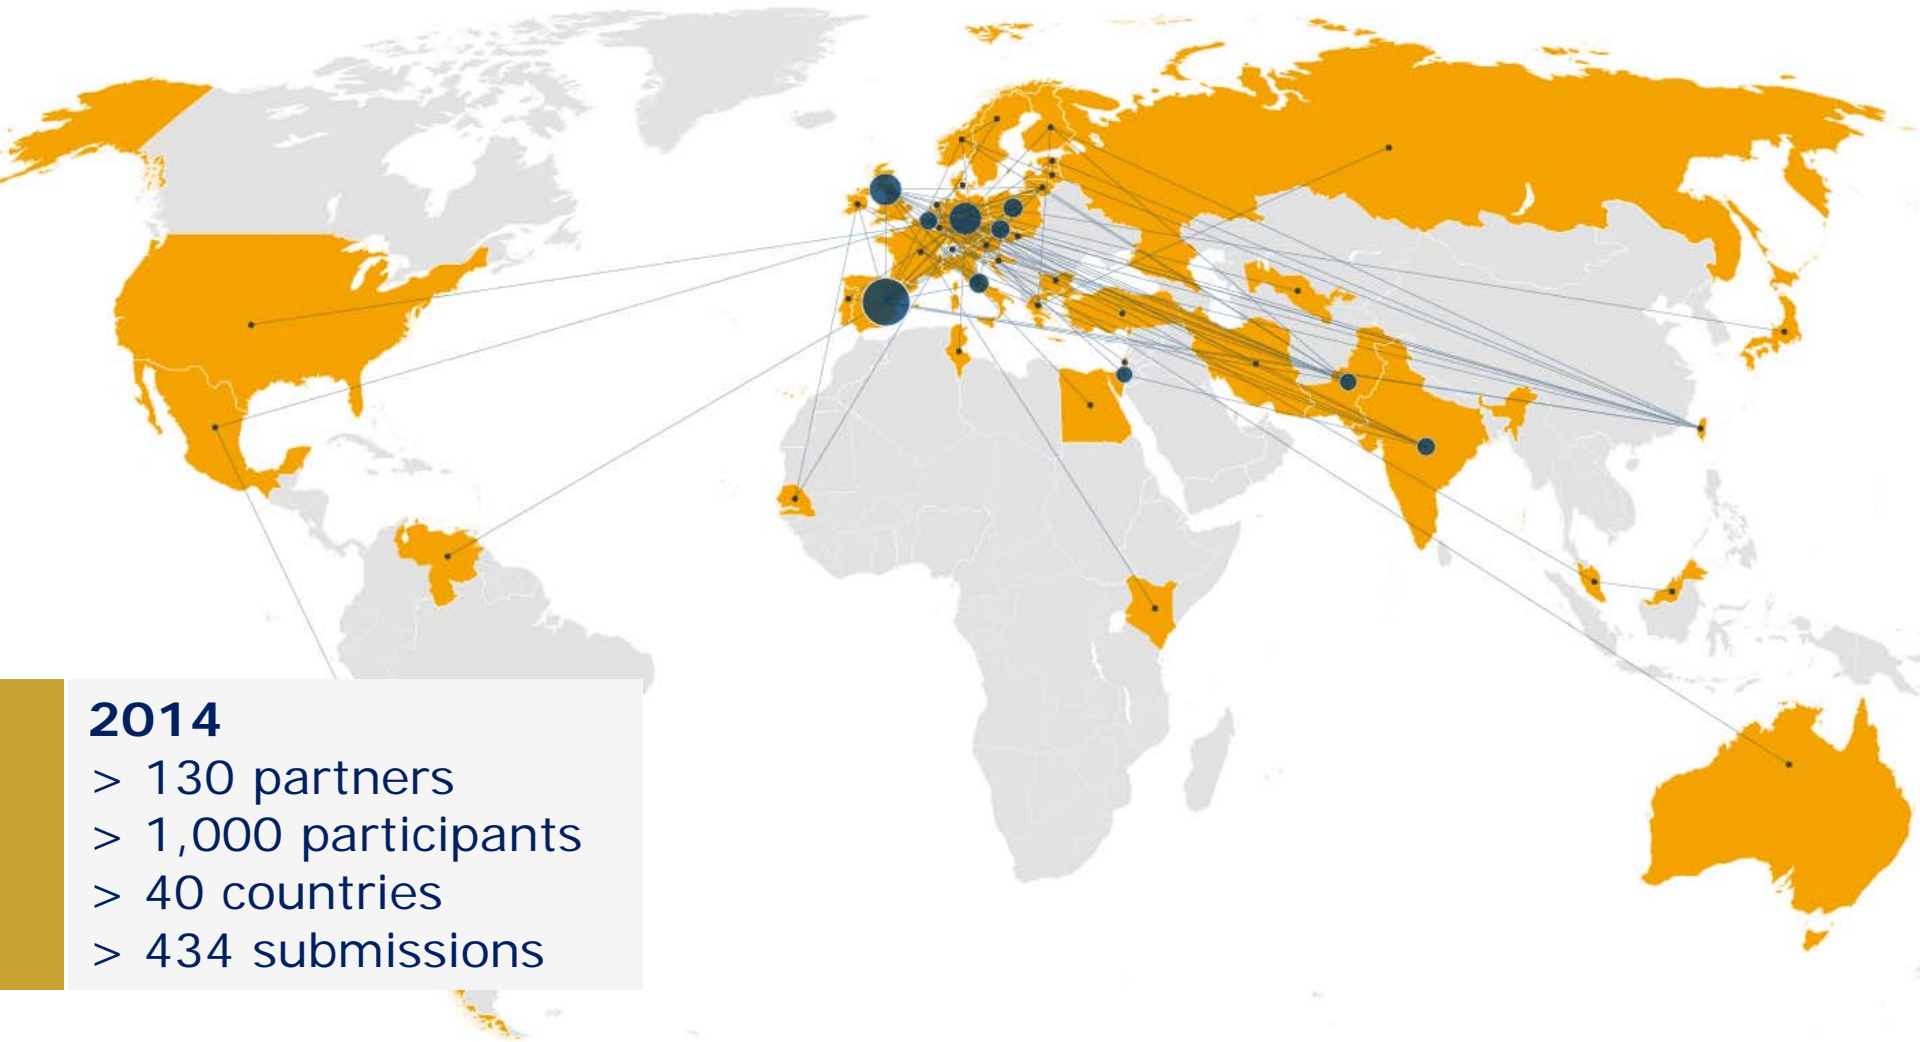 2014
> 130 partners
> 1,000 participants
> 40 countries
> 434 submissions